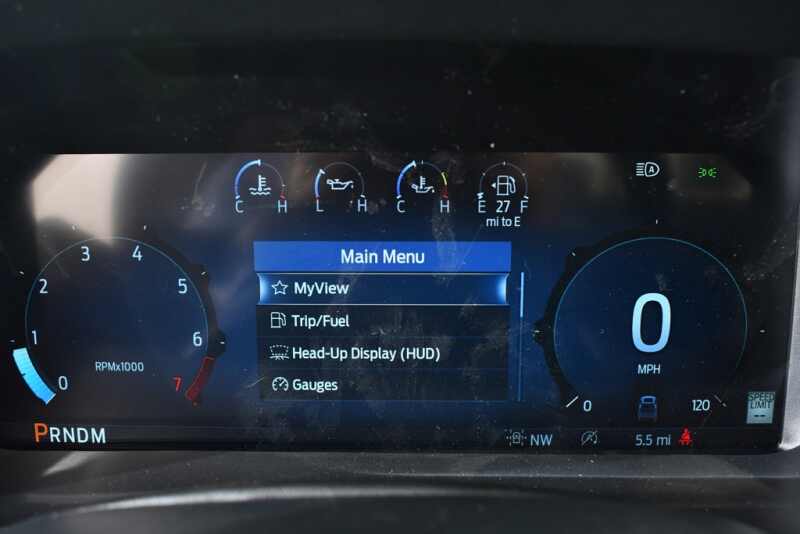 A
C H
L H
C H
E 27 F
mi to E
Main Menu
MyView
Trip/Fuel
Head-Up Display (HUD)
Gauges
0 1 2 3 4 5 6 7
RPMx1000
0
MPH
0 120
SPEED
LIMIT
--
PRNDM
NW
5.5 mi